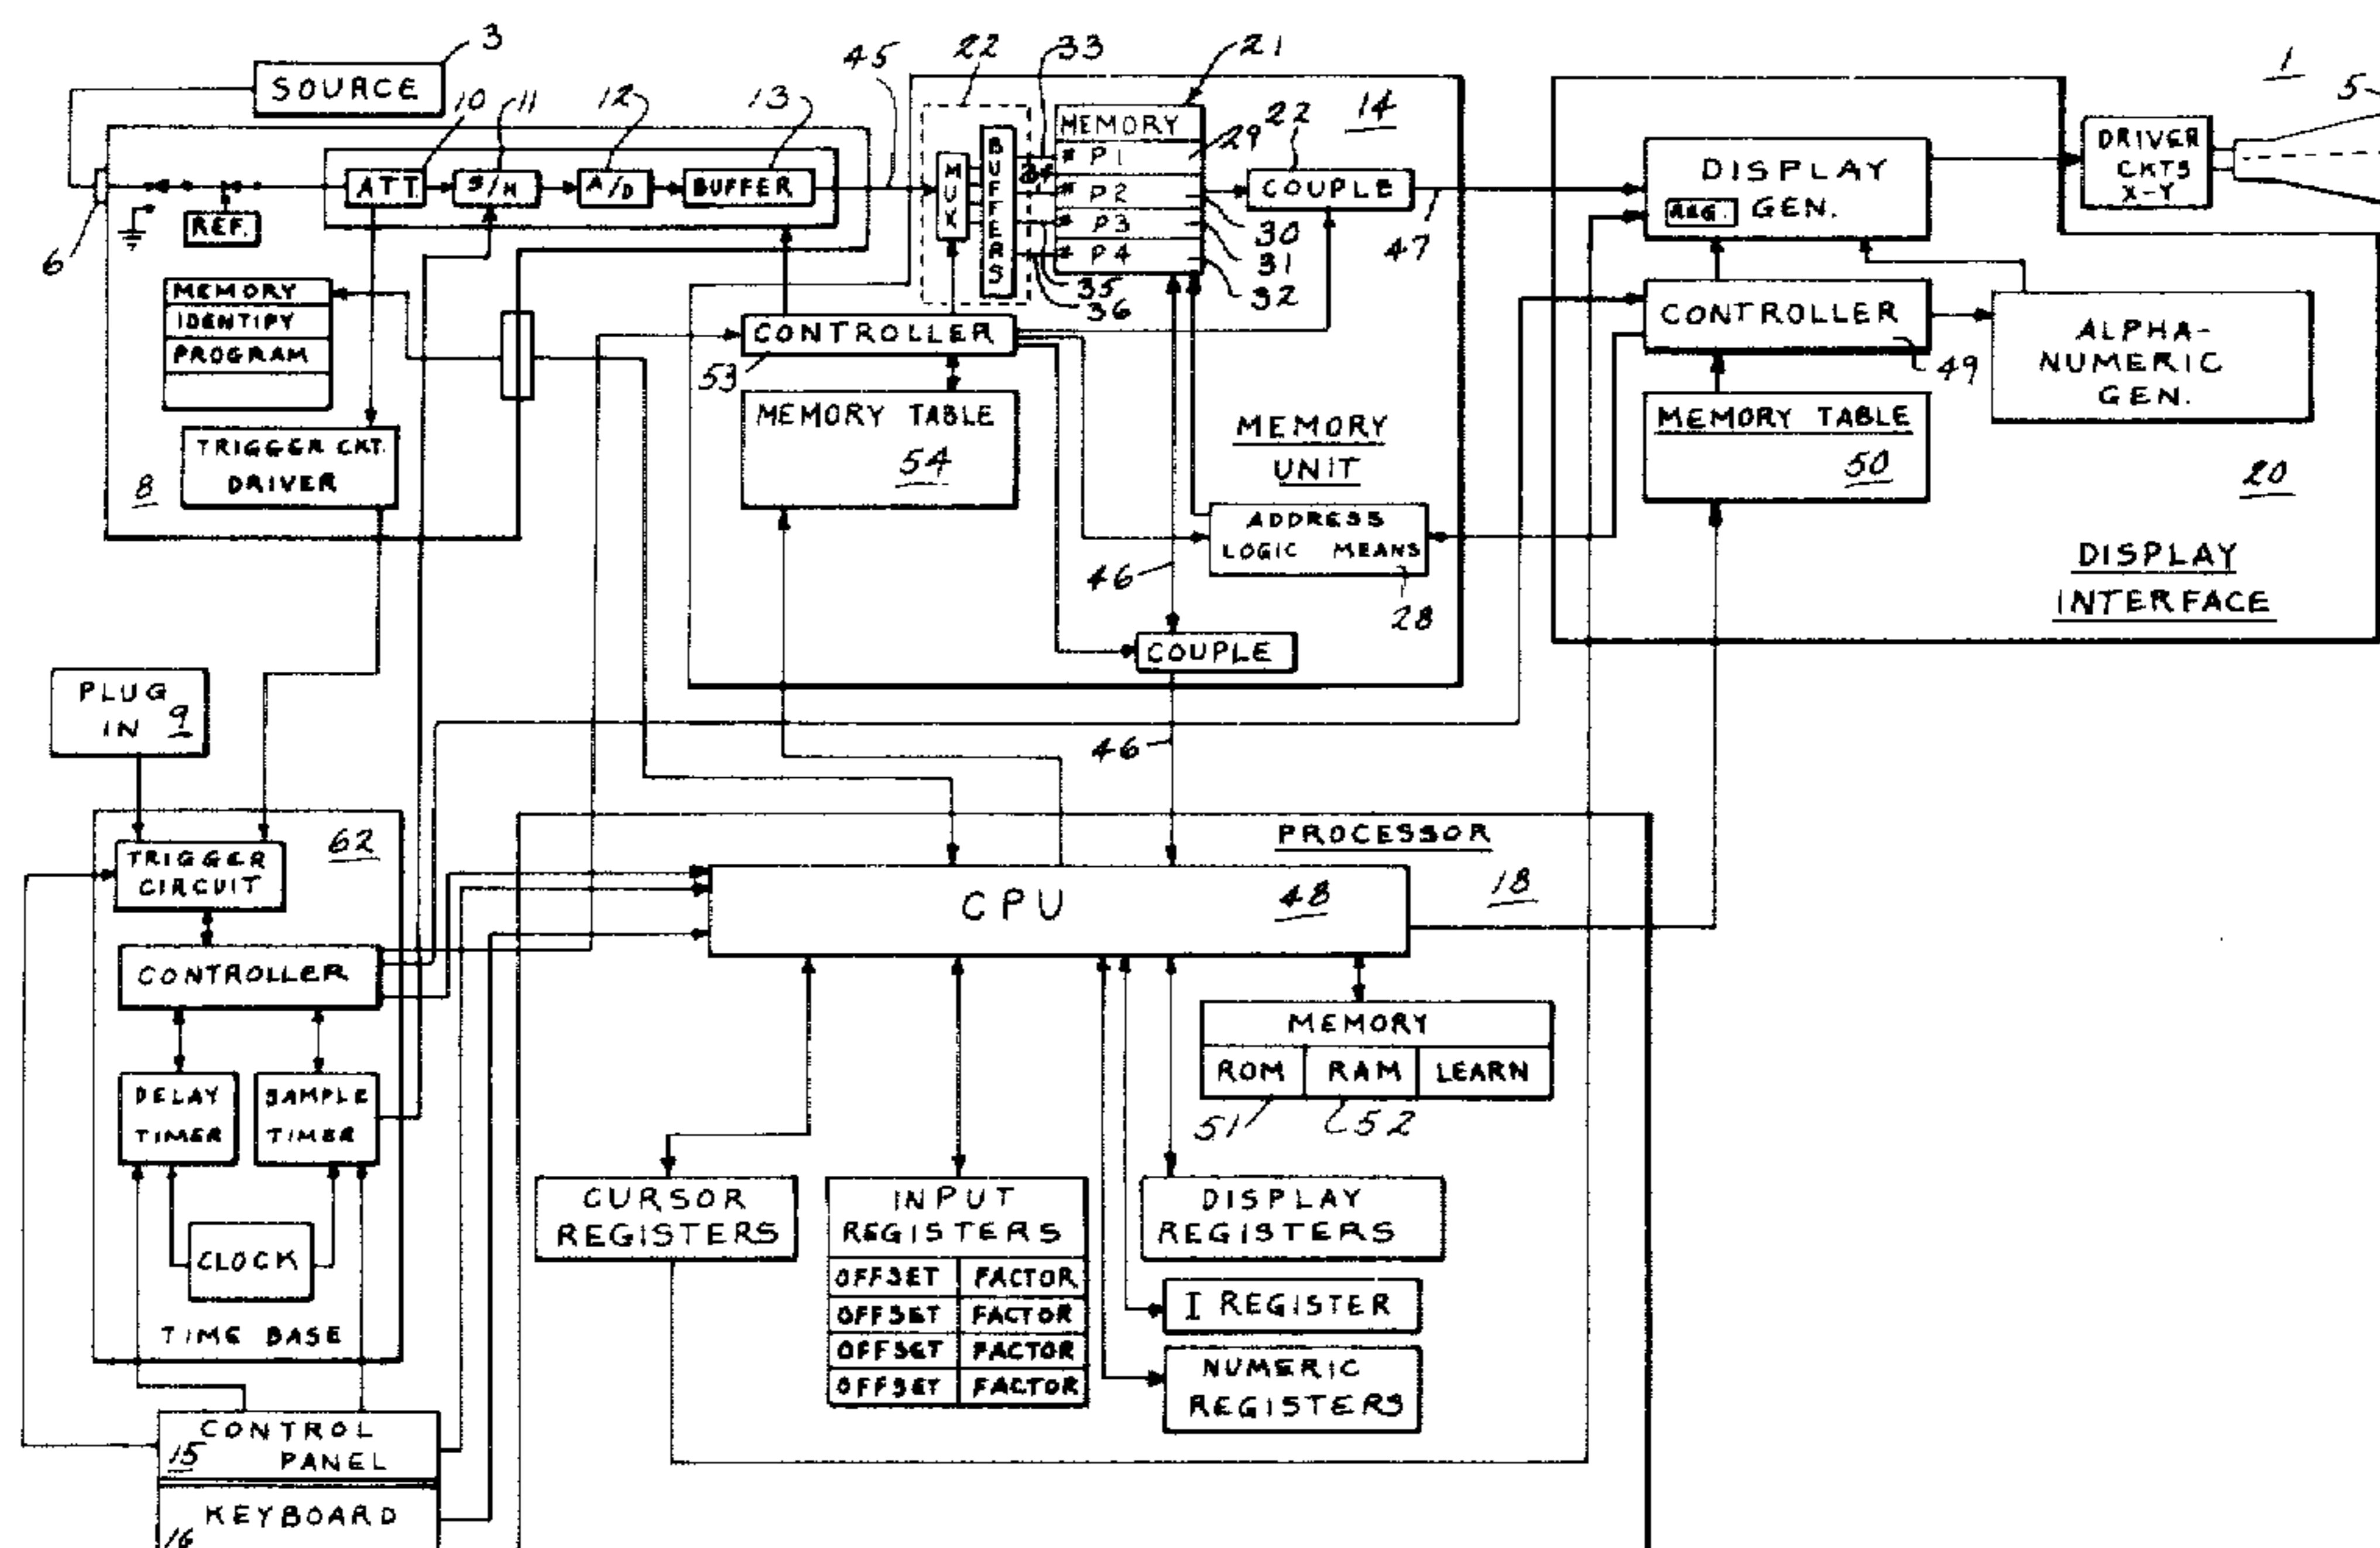 3
SOURCE
10
11
12
13
45
22
33
21
14
22
1
5
ATT.
S/H
A/D
BUFFER
REF.
6
MUX
BUFFERS
MEMORY
* P1
29
* P2
* P3
* P4
30
31
32
35
36
COUPLE
47
DISPLAY
GEN.
REG.
DRIVER
CKTS
X-Y
MEMORY
IDENTIFY
PROGRAM
TRIGGER CKT.
DRIVER
8
CONTROLLER
53
MEMORY TABLE
54
MEMORY
UNIT
ADDRESS
LOGIC MEANS
28
46
COUPLE
CONTROLLER
49
ALPHA-
NUMERIC
GEN.
MEMORY TABLE
50
20
DISPLAY
INTERFACE
PLUG
IN 9
46
62
TRIGGER
CIRCUIT
CONTROLLER
DELAY
TIMER
SAMPLE
TIMER
CLOCK
TIME BASE
CONTROL
PANEL
15
KEYBOARD
16
PROCESSOR
18
CPU
48
MEMORY
ROM RAM LEARN
51
52
CURSOR
REGISTERS
INPUT
REGISTERS
OFFSET FACTOR
OFFSET FACTOR
OFFSET FACTOR
OFFSET FACTOR
DISPLAY
REGISTERS
I REGISTER
NUMERIC
REGISTERS